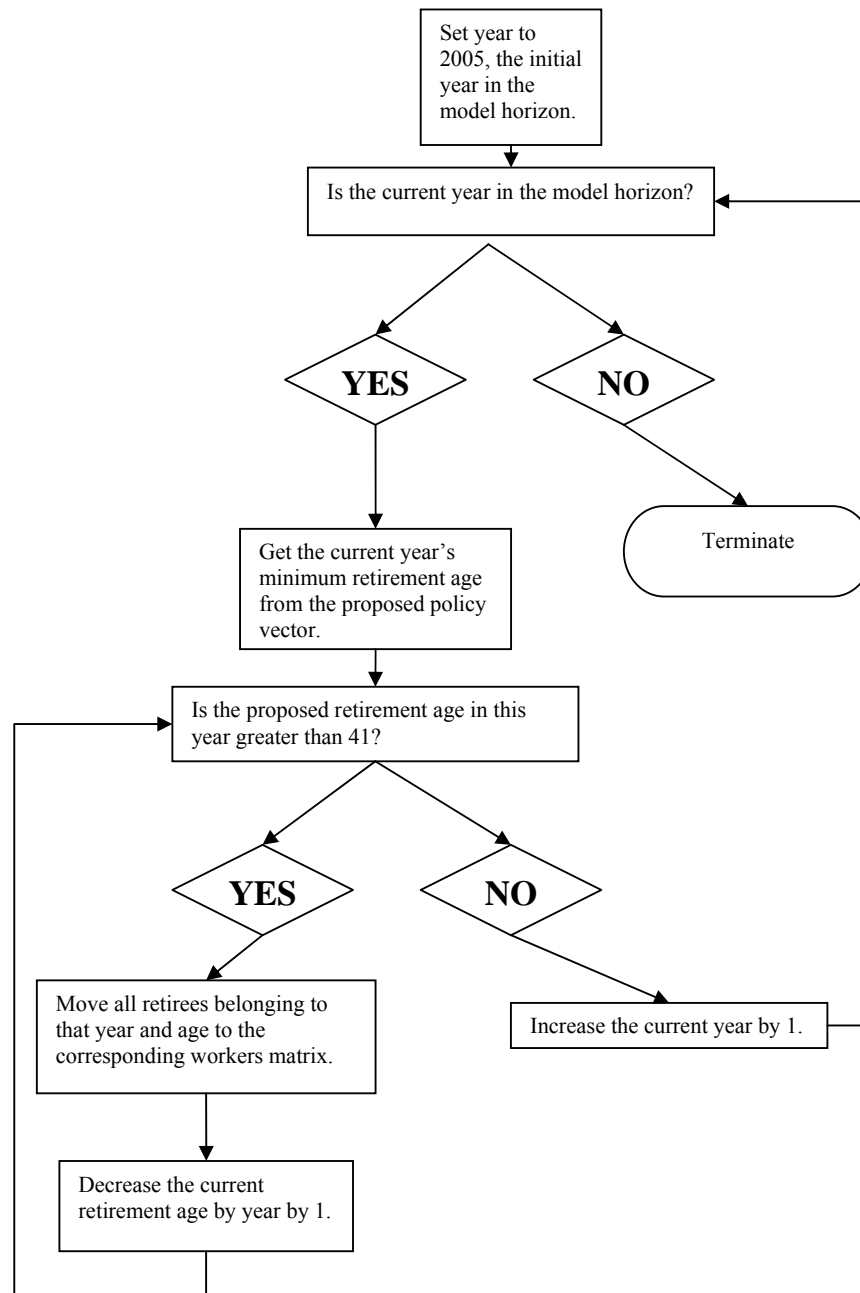 Set year to
2005, the initial
year in the
model horizon.
Is the current year in the model horizon?
YES
NO
Get the current year’s
minimum retirement age
from the proposed policy
vector.
Terminate
Is the proposed retirement age in this
year greater than 41?
YES
NO
Move all retirees belonging to
that year and age to the
corresponding workers matrix.
Increase the current year by 1.
Decrease the current
retirement age by year by 1.